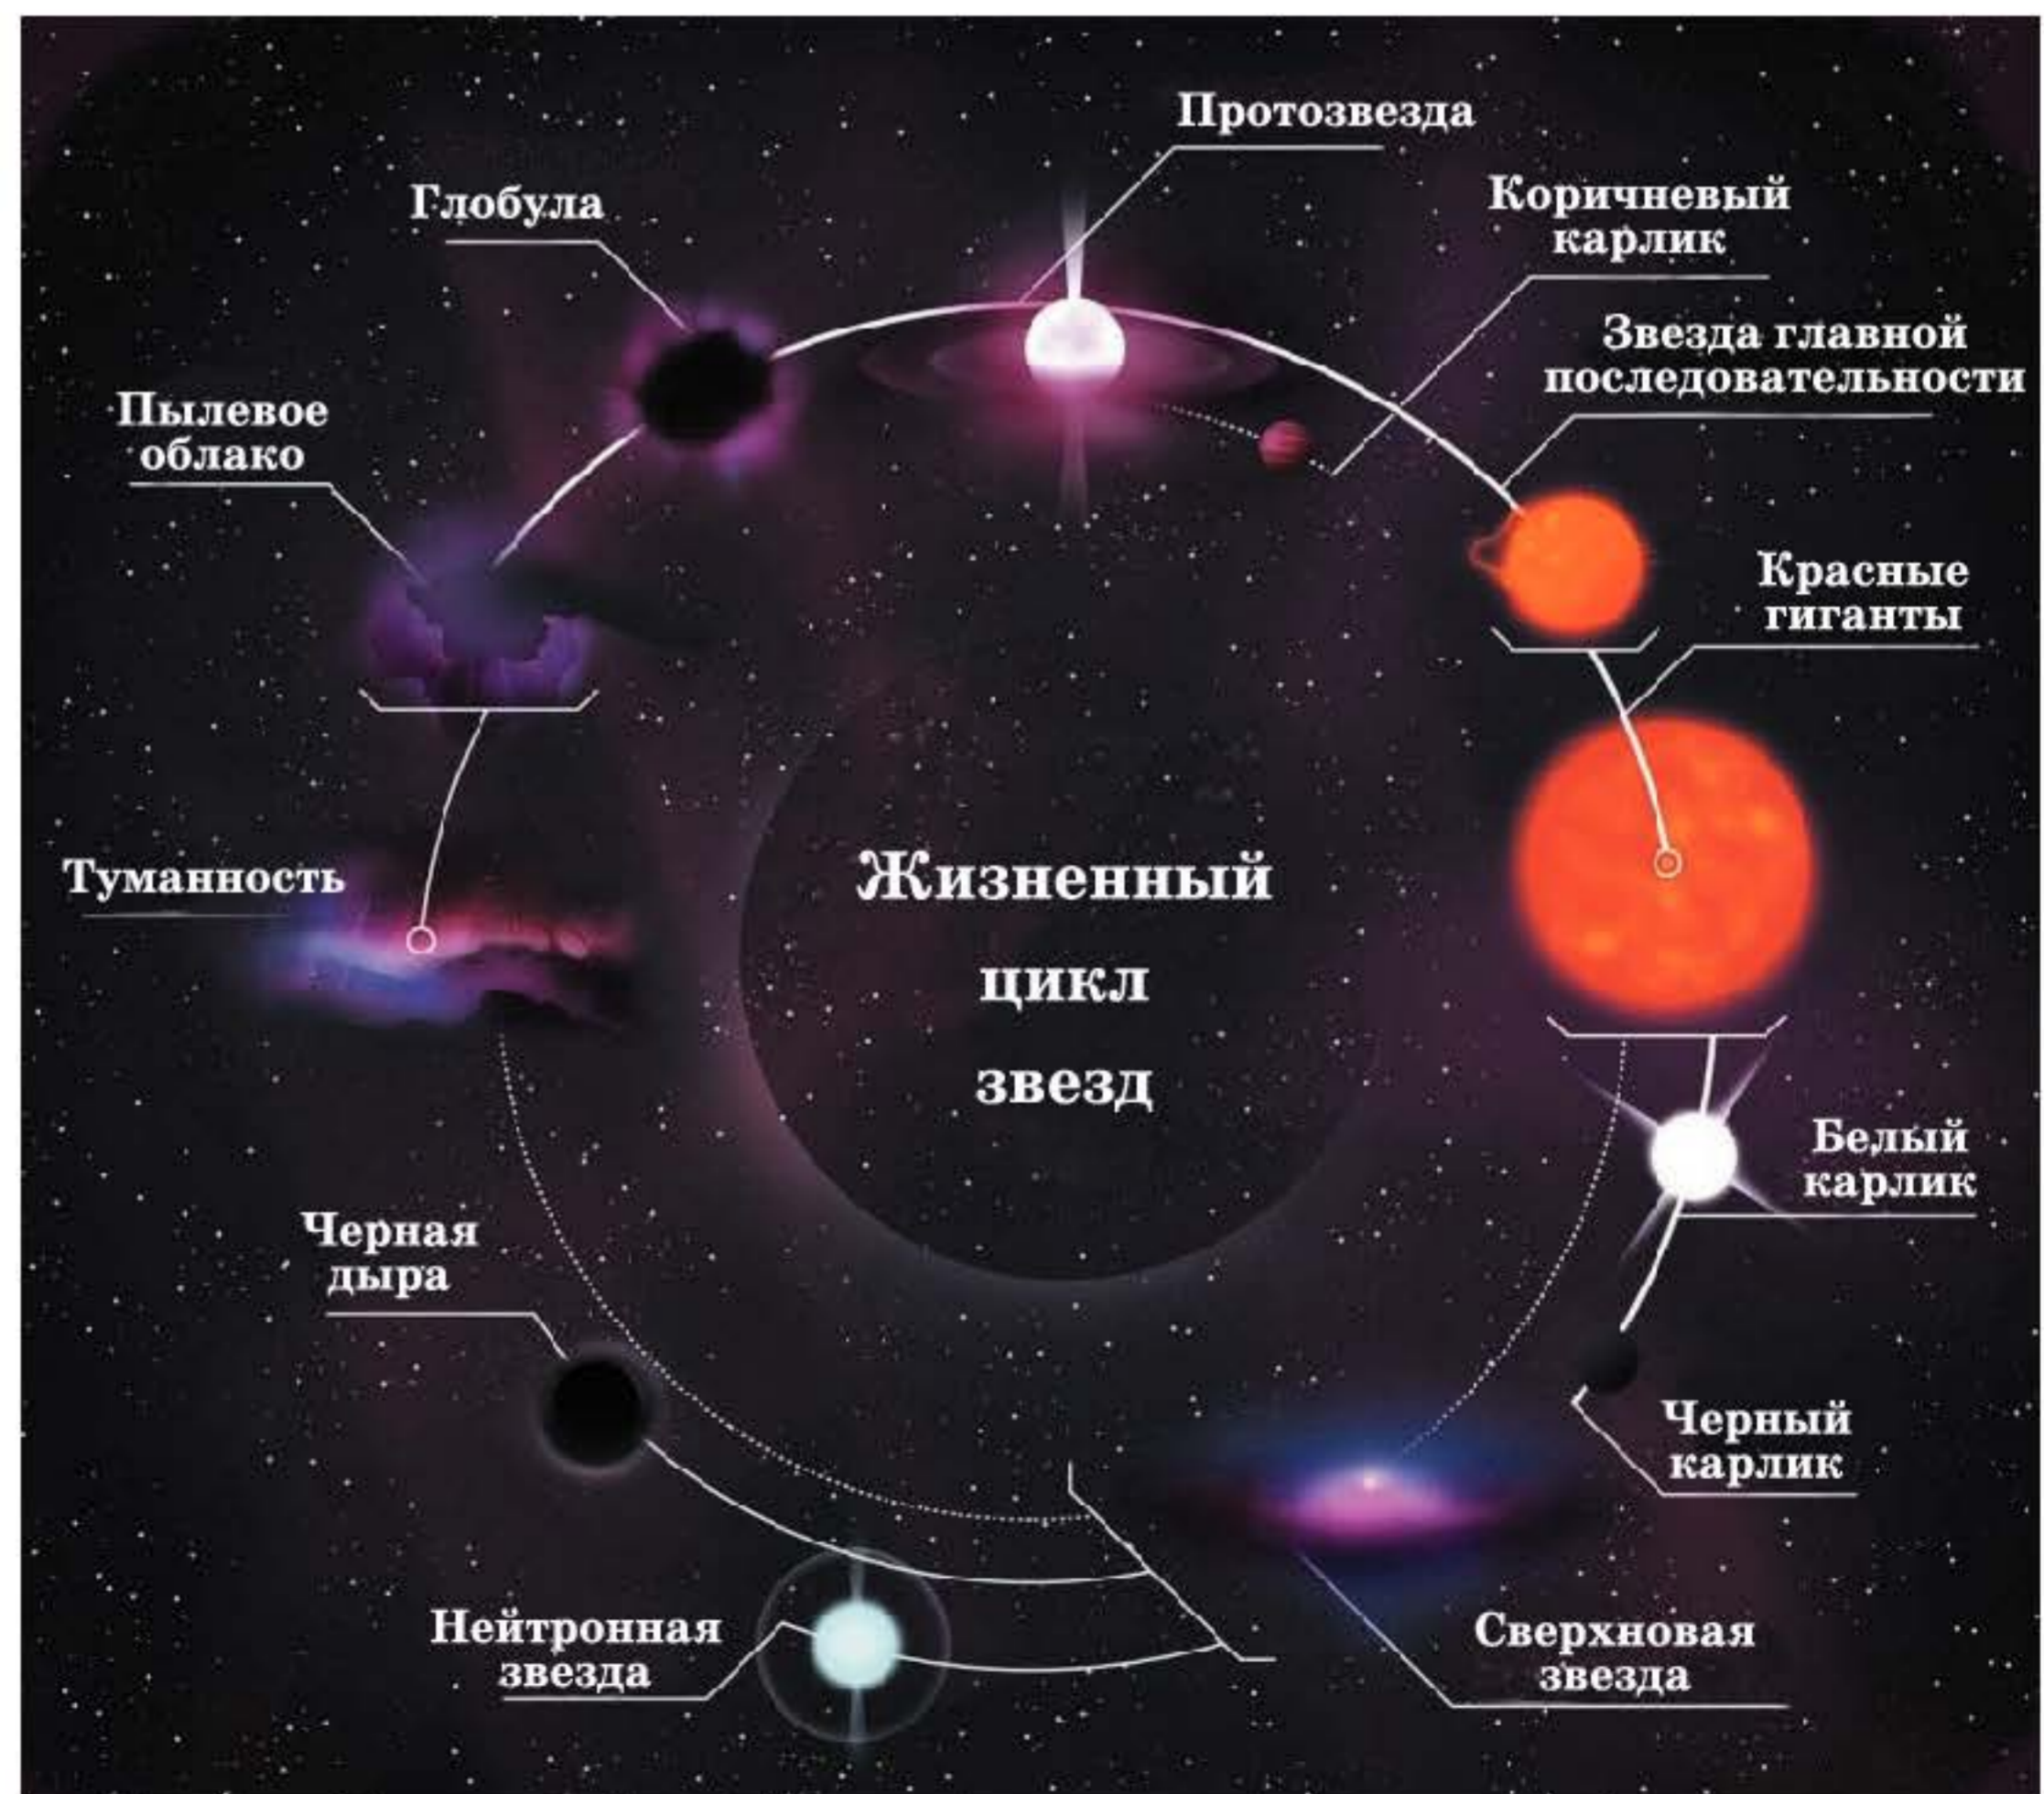 Протозвезда
Коричневый
карлик
Глобула
Звезда главной
последовательности
Пылевое
облако
Красные
гиганты
Туманность
Жизненный
цикл
звезд
Белый
карлик
Черная
дыра
Черный
карлик
Нейтронная
звезда
Сверхновая
звезда